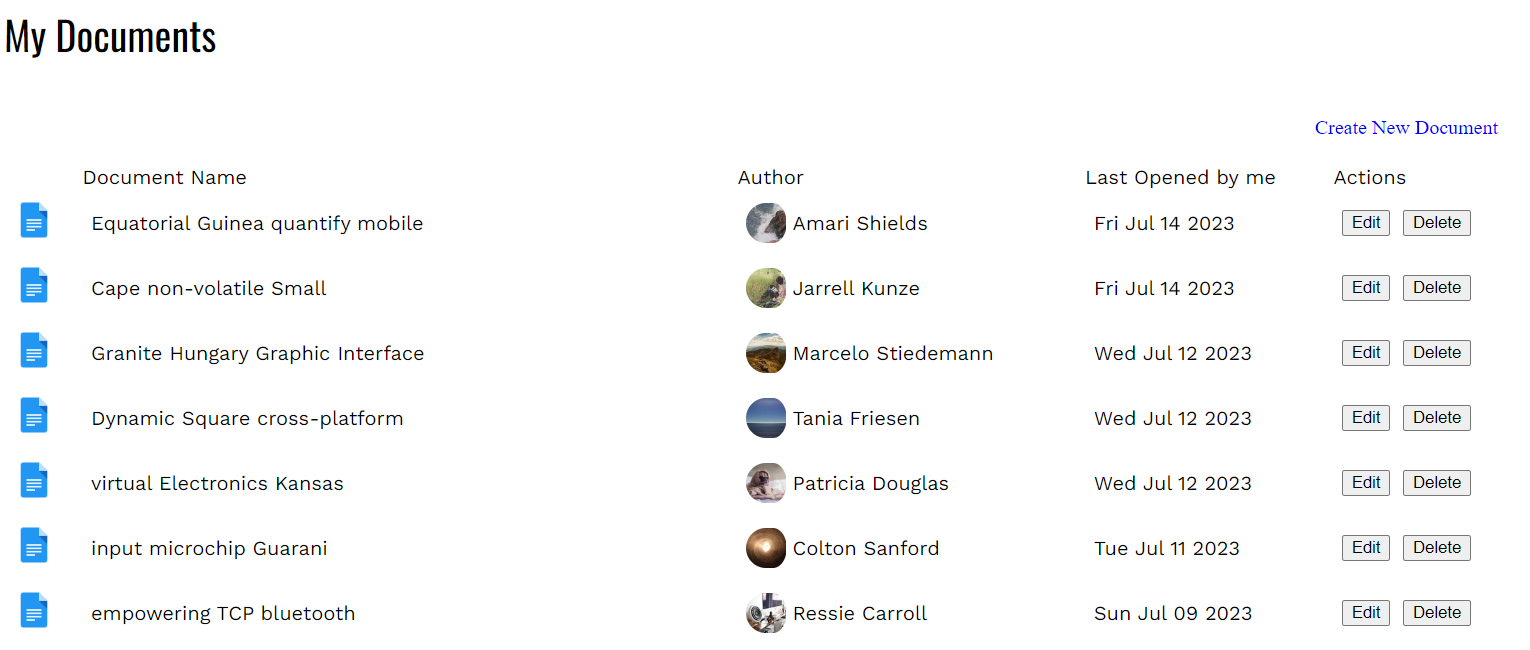 My Documents
Create New Document
Document Name Author Last Opened by me Actions
Equatorial Guinea quantify mobile Amari Shields Fri Jul 14 2023 Edit Delete
Cape non-volatile Small Jarrell Kunze Fri Jul 14 2023 Edit Delete
Granite Hungary Graphic Interface Marcelo Stiedemann Wed Jul 12 2023 Edit Delete
Dynamic Square cross-platform Tania Friesen Wed Jul 12 2023 Edit Delete
virtual Electronics Kansas Patricia Douglas Wed Jul 12 2023 Edit Delete
input microchip Guarani Colton Sanford Tue Jul 11 2023 Edit Delete
empowering TCP bluetooth Ressie Carroll Sun Jul 09 2023 Edit Delete